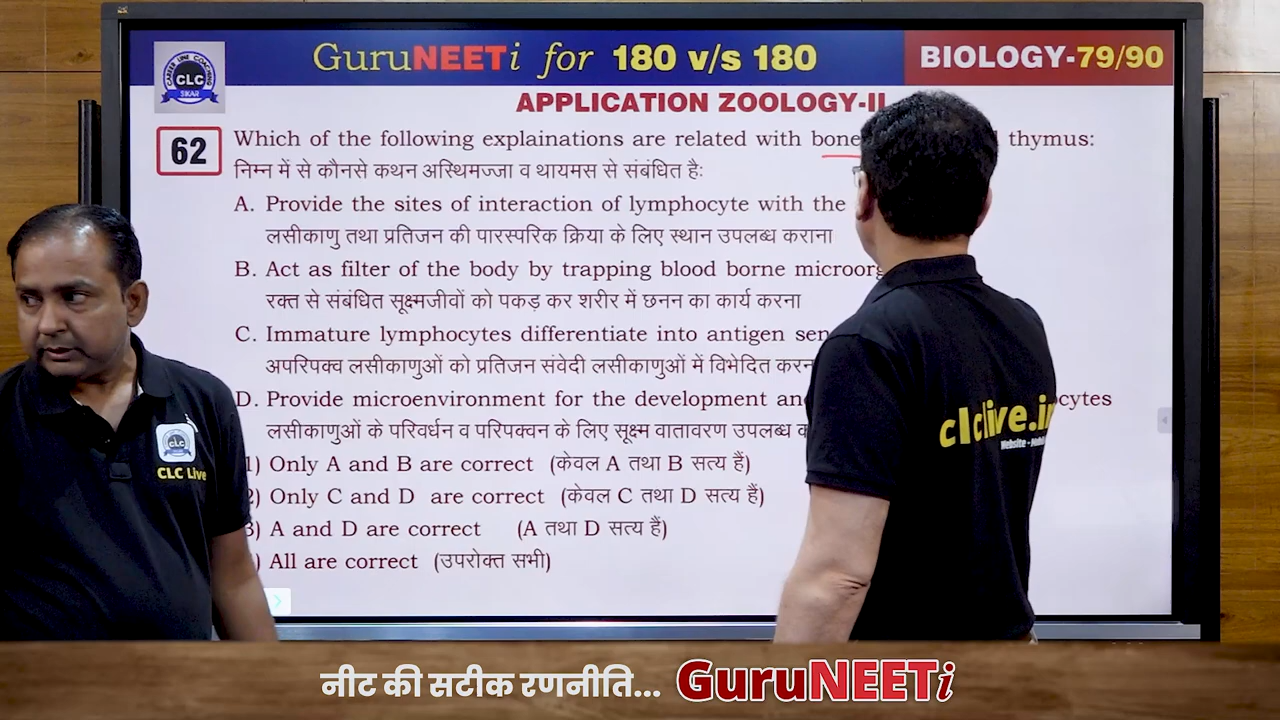 GuruNEETi for 180 v/s 180
BIOLOGY-79/90
CAREER LINE COACHING
CLC
SIKAR
APPLICATION ZOOLOGY-II
62
Which of the following explainations are related with bone thymus:
निम्न में से कौनसे कथन अस्थिमज्जा व थायमस से संबंधित है:
A. Provide the sites of interaction of lymphocyte with the
लसीकाणु तथा प्रतिजन की पारस्परिक क्रिया के लिए स्थान उपलब्ध कराना
B. Act as filter of the body by trapping blood borne
रक्त से संबंधित सूक्ष्मजीवों को पकड़ कर शरीर में छनन का कार्य करना
C. Immature lymphocytes differentiate into antigen
अपरिपक्व लसीकाणुओं को प्रतिजन संवेदी लसीकाणुओं में विभेदित
D. Provide microenvironment for the development
लसीकाणुओं के परिवर्धन व परिपक्वन के लिए सूक्ष्म वातावरण उपलब्ध
1) Only A and B are correct (केवल A तथा B सत्य हैं)
2) Only C and D are correct (केवल C तथा D सत्य हैं)
3) A and D are correct (A तथा D सत्य हैं)
) All are correct (उपरोक्त सभी)
CLC
CLC Live
clclive.in
Website -
नीट की सटीक रणनीति... GuruNEETi